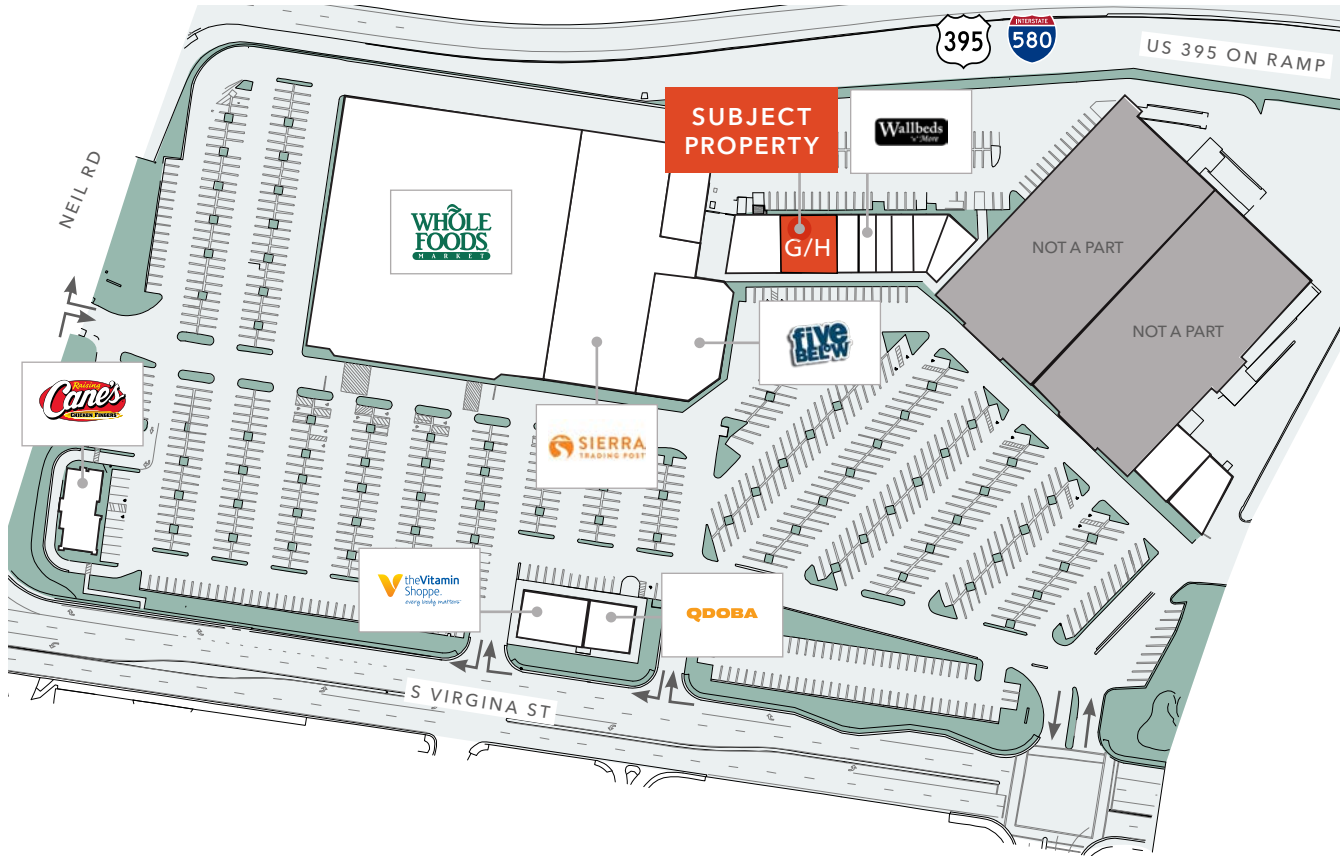 INTERSTATE
395
580
US 395 ON RAMP
SUBJECT
PROPERTY
Wallbeds
"n" More
NEIL RD
WHOLE
FOODS
MARKET
G/H
NOT A PART
NOT A PART
five
BELOW
Raising
Cane's
CHICKEN FINGERS
SIERRA
TRADING POST
theVitamin
Shoppe.
every body matters
QDOBA
S VIRGINA ST